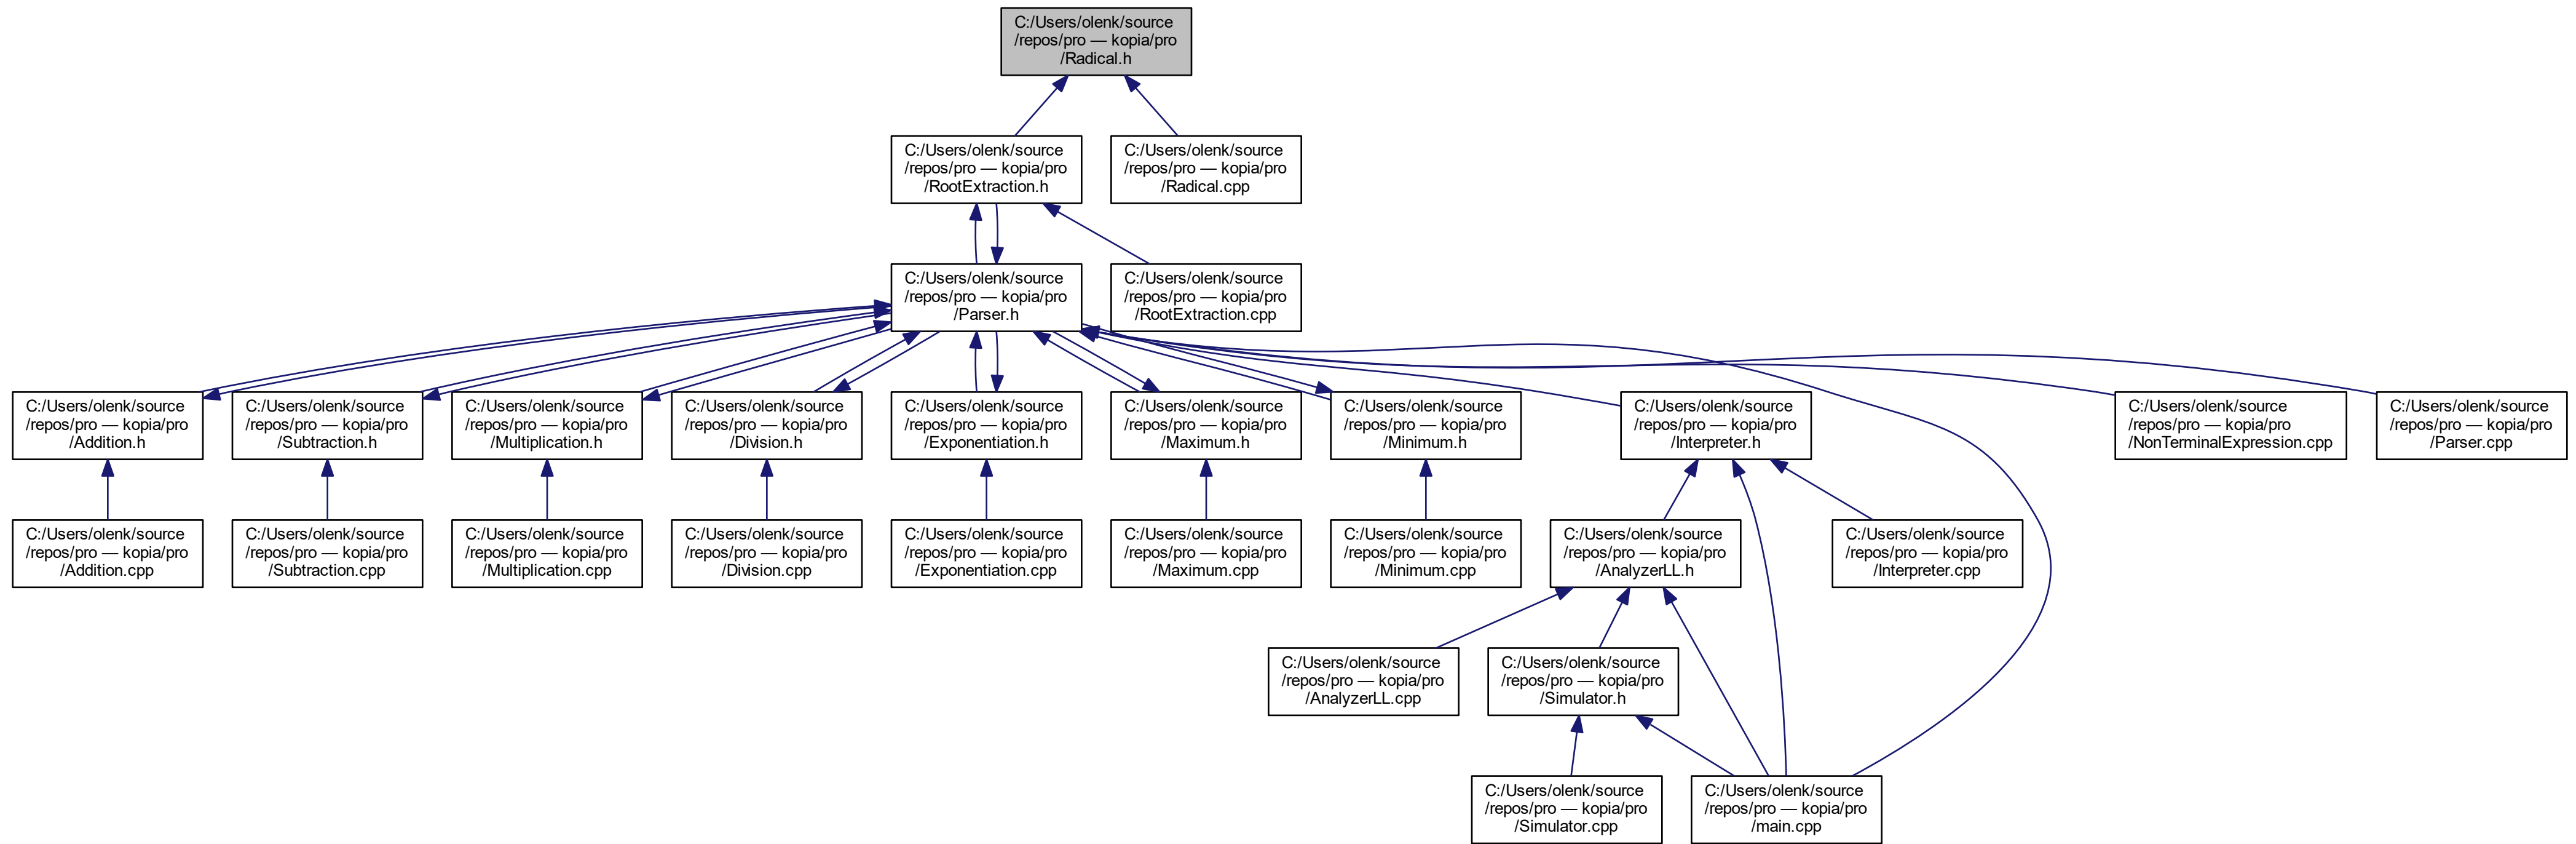 C:/Users/olenk/source
/repos/pro — kopia/pro
/Radical.h
C:/Users/olenk/source
/repos/pro — kopia/pro
/RootExtraction.h
C:/Users/olenk/source
/repos/pro — kopia/pro
/Radical.cpp
C:/Users/olenk/source
/repos/pro — kopia/pro
/Parser.h
C:/Users/olenk/source
/repos/pro — kopia/pro
/RootExtraction.cpp
C:/Users/olenk/source
/repos/pro — kopia/pro
/Addition.h
C:/Users/olenk/source
/repos/pro — kopia/pro
/Subtraction.h
C:/Users/olenk/source
/repos/pro — kopia/pro
/Multiplication.h
C:/Users/olenk/source
/repos/pro — kopia/pro
/Division.h
C:/Users/olenk/source
/repos/pro — kopia/pro
/Exponentiation.h
C:/Users/olenk/source
/repos/pro — kopia/pro
/Maximum.h
C:/Users/olenk/source
/repos/pro — kopia/pro
/Minimum.h
C:/Users/olenk/source
/repos/pro — kopia/pro
/Interpreter.h
C:/Users/olenk/source
/repos/pro — kopia/pro
/NonTerminalExpression.cpp
C:/Users/olenk/source
/repos/pro — kopia/pro
/Parser.cpp
C:/Users/olenk/source
/repos/pro — kopia/pro
/Addition.cpp
C:/Users/olenk/source
/repos/pro — kopia/pro
/Subtraction.cpp
C:/Users/olenk/source
/repos/pro — kopia/pro
/Multiplication.cpp
C:/Users/olenk/source
/repos/pro — kopia/pro
/Division.cpp
C:/Users/olenk/source
/repos/pro — kopia/pro
/Exponentiation.cpp
C:/Users/olenk/source
/repos/pro — kopia/pro
/Maximum.cpp
C:/Users/olenk/source
/repos/pro — kopia/pro
/Minimum.cpp
C:/Users/olenk/source
/repos/pro — kopia/pro
/AnalyzerLL.h
C:/Users/olenk/source
/repos/pro — kopia/pro
/Interpreter.cpp
C:/Users/olenk/source
/repos/pro — kopia/pro
/AnalyzerLL.cpp
C:/Users/olenk/source
/repos/pro — kopia/pro
/Simulator.h
C:/Users/olenk/source
/repos/pro — kopia/pro
/Simulator.cpp
C:/Users/olenk/source
/repos/pro — kopia/pro
/main.cpp